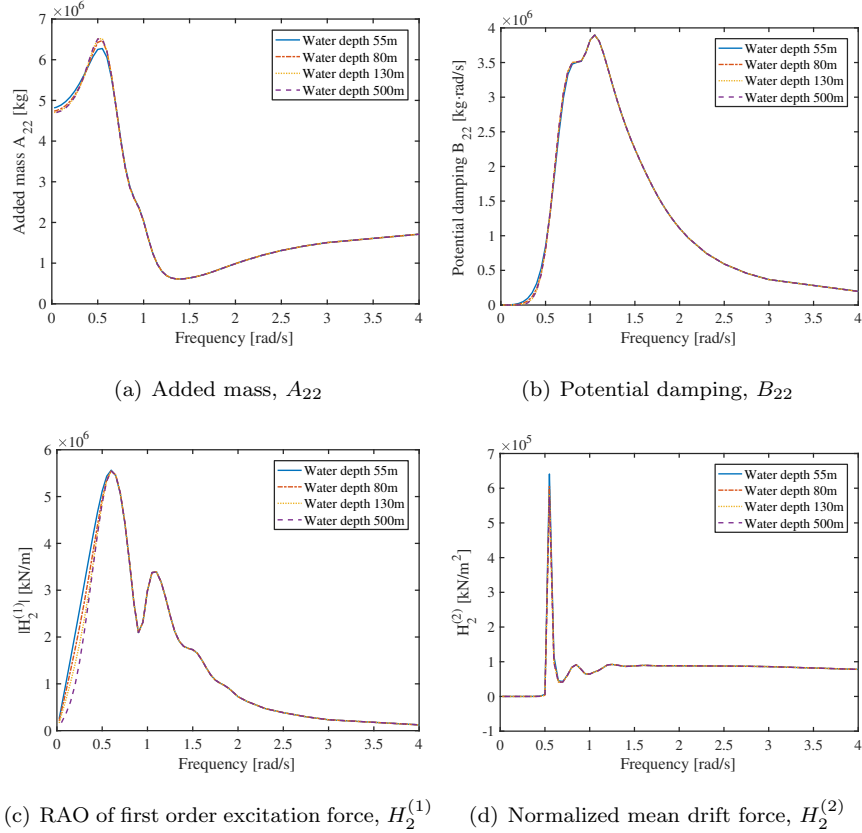 7 ×10^6
Water depth 55m
Water depth 80m
Water depth 130m
Water depth 500m
6
5
4
3
2
1
0
Added mass A_22 [kg]
0 0.5 1 1.5 2 2.5 3 3.5 4
Frequency [rad/s]
(a) Added mass, A_22
4 ×10^6
Water depth 55m
Water depth 80m
Water depth 130m
Water depth 500m
3.5
3
2.5
2
1.5
1
0.5
0
Potential damping B_22 [kg·rad/s]
0 0.5 1 1.5 2 2.5 3 3.5 4
Frequency [rad/s]
(b) Potential damping, B_22
6 ×10^6
Water depth 55m
Water depth 80m
Water depth 130m
Water depth 500m
5
4
3
2
1
0
|H_2^(1)| [kN/m]
0 0.5 1 1.5 2 2.5 3 3.5 4
Frequency [rad/s]
(c) RAO of first order excitation force, H_2^(1)
7 ×10^5
Water depth 55m
Water depth 80m
Water depth 130m
Water depth 500m
6
5
4
3
2
1
0
-1
H_2^(2) [kN/m^2]
0 0.5 1 1.5 2 2.5 3 3.5 4
Frequency [rad/s]
(d) Normalized mean drift force, H_2^(2)